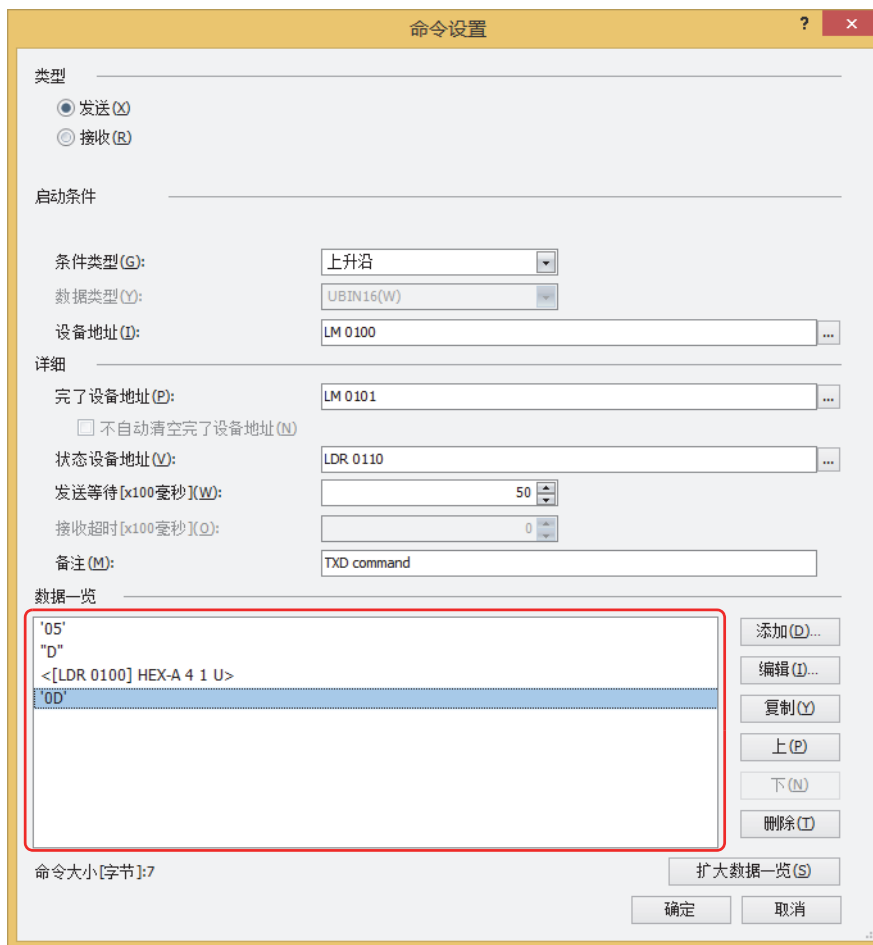 命令设置 ? ×
类型
发送(X)
接收(R)
启动条件
条件类型(G): 上升沿
数据类型(Y): UBIN16(W)
设备地址(I): LM 0100 ...
详细
完了设备地址(P): LM 0101 ...
不自动清空完了设备地址(N)
状态设备地址(V): LDR 0110 ...
发送等待[x100毫秒](W): 50
接收超时[x100毫秒](O): 0
备注(M): TXD command
数据一览
'05'
"D"
<[LDR 0100] HEX-A 4 1 U>
'0D'
添加(D)...
编辑(I)...
复制(Y)
上(P)
下(N)
删除(T)
命令大小[字节]:7
扩大数据一览(S)
确定 取消